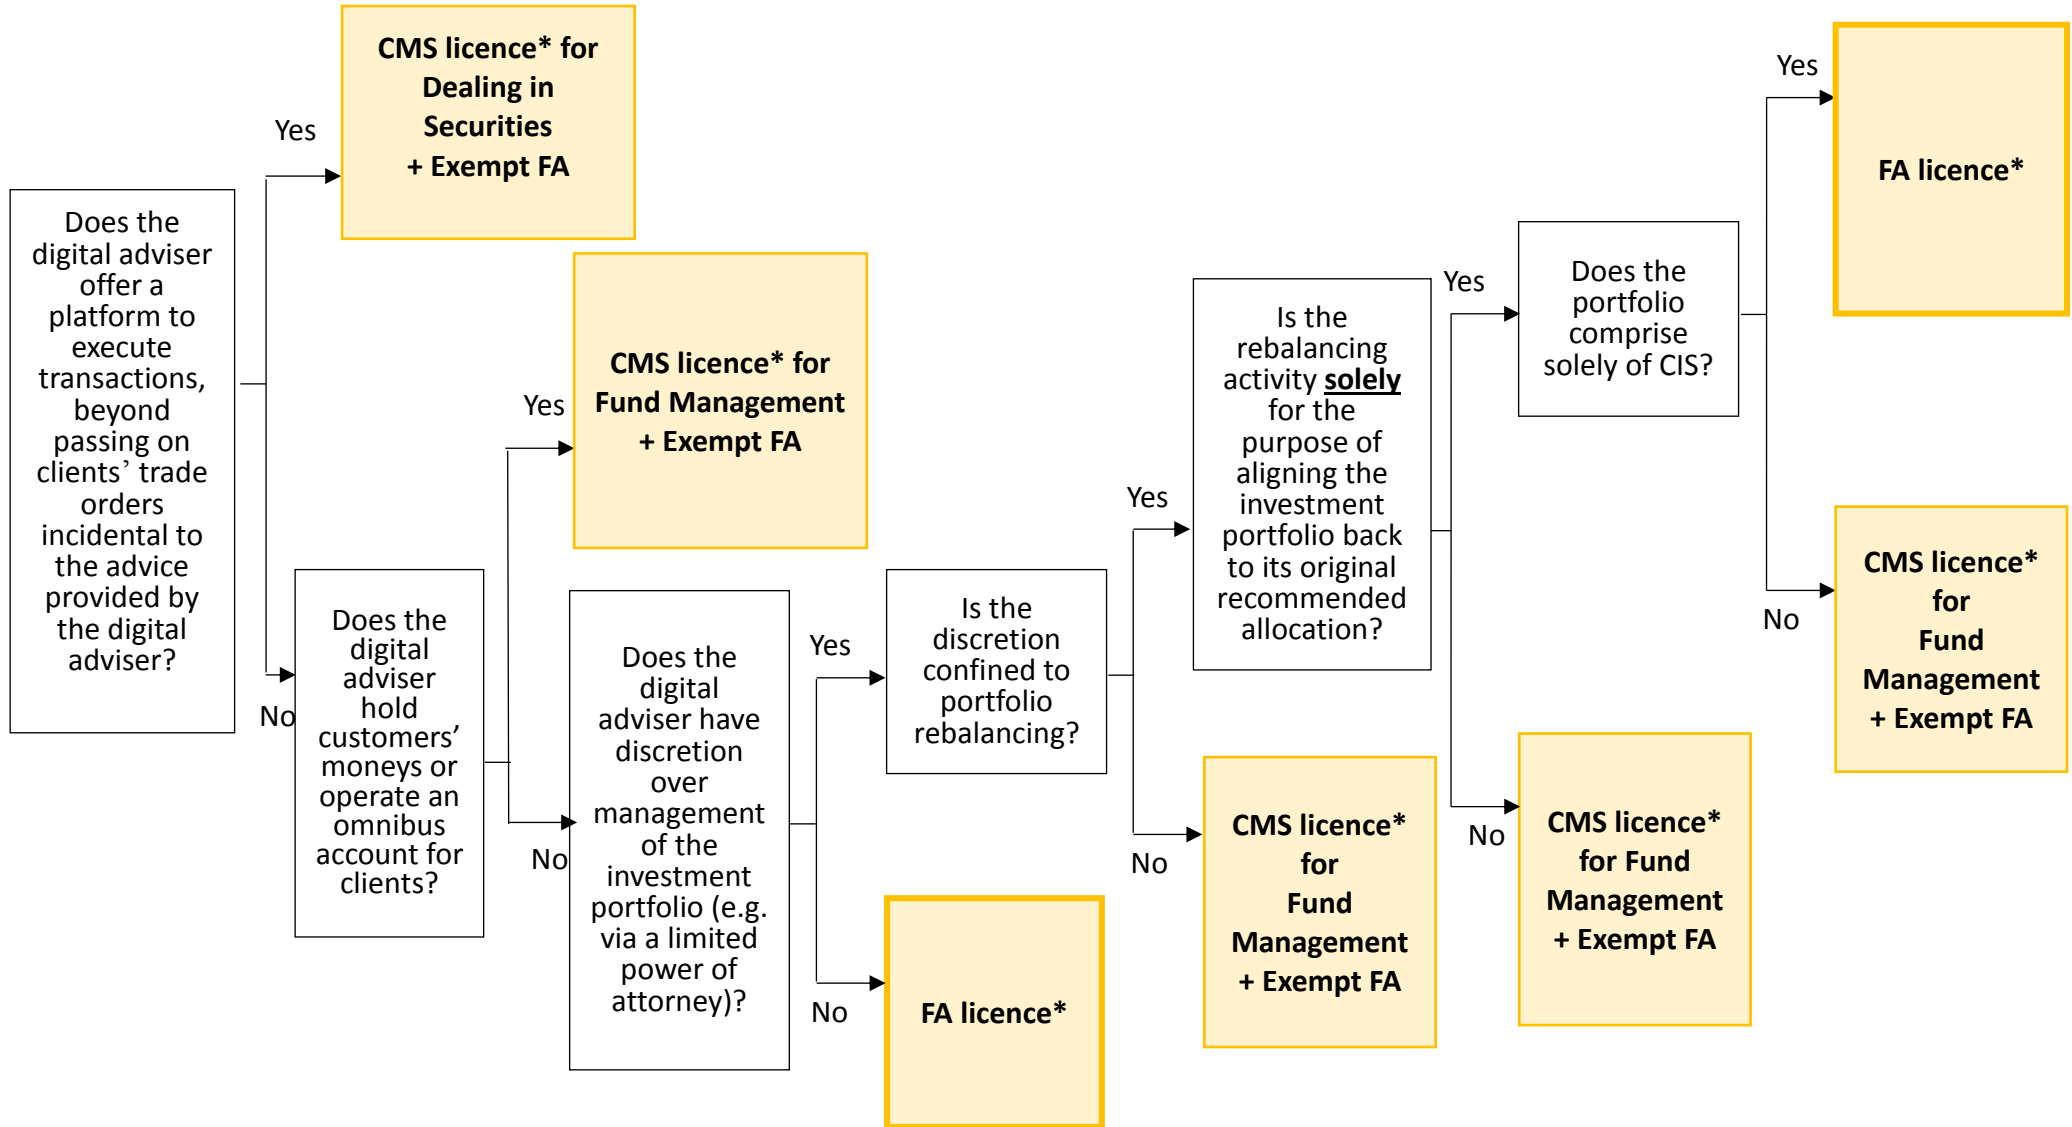 Does the
digital adviser
offer a
platform to
execute
transactions,
beyond
passing on
clients’ trade
orders
incidental to
the advice
provided by
the digital
adviser?
Yes
CMS licence* for
Dealing in
Securities
+ Exempt FA
No
Does the
digital
adviser
hold
customers’
moneys or
operate an
omnibus
account for
clients?
Yes
CMS licence* for
Fund Management
+ Exempt FA
No
Does the
digital
adviser have
discretion
over
management
of the
investment
portfolio (e.g.
via a limited
power of
attorney)?
Yes
Is the
discretion
confined to
portfolio
rebalancing?
No
FA licence*
Yes
Is the
rebalancing
activity solely
for the
purpose of
aligning the
investment
portfolio back
to its original
recommended
allocation?
No
CMS licence*
for
Fund
Management
+ Exempt FA
Yes
Does the
portfolio
comprise
solely of CIS?
No
CMS licence*
for Fund
Management
+ Exempt FA
Yes
FA licence*
No
CMS licence*
for
Fund
Management
+ Exempt FA